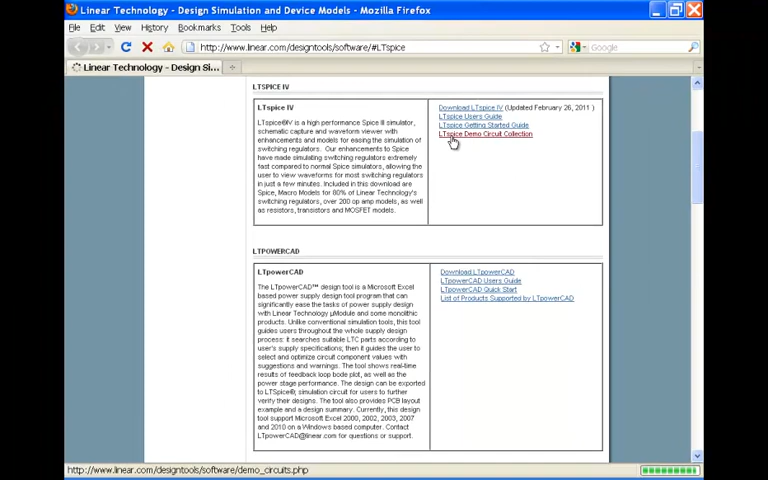 Linear Technology - Design Simulation and Device Models - Mozilla Firefox
File Edit View History Bookmarks Tools Help
http://www.linear.com/designtools/software/#LTspice
Google
Linear Technology - Design Si...
LTSPICE IV
LTspice IV
LTspice®IV is a high performance Spice III simulator,
schematic capture and waveform viewer with
enhancements and models for easing the simulation of
switching regulators. Our enhancements to Spice
have made simulating switching regulators extremely
fast compared to normal Spice simulators, allowing the
user to view waveforms for most switching regulators
in just a few minutes. Included in this download are
Spice, Macro Models for 80% of Linear Technology's
switching regulators, over 200 op amp models, as well
as resistors, transistors and MOSFET models.
Download LTspice IV (Updated February 26, 2011 )
LTspice Users Guide
LTspice Getting Started Guide
LTspice Demo Circuit Collection
LTPOWERCAD
LTpowerCAD
The LTpowerCAD™ design tool is a Microsoft Excel
based power supply design tool program that can
significantly ease the tasks of power supply design
with Linear Technology µModule and some monolithic
products. Unlike conventional simulation tools, this tool
guides users throughout the whole supply design
process: it searches suitable LTC parts according to
user's supply specifications; then it guides the user to
select and optimize circuit component values with
suggestions and warnings. The tool shows real-time
results of feedback loop bode plot, as well as the
power stage performance. The design can be exported
to LTSpice®, simulation circuit for users to further
verify their designs. The tool also provides PCB layout
example and a design summary. Currently, this design
tool support Microsoft Excel 2000, 2002, 2003, 2007
and 2010 on a Windows based computer. Contact
LTpowerCAD@linear.com for questions or support.
Download LTpowerCAD
LTpowerCAD Users Guide
LTpowerCAD Quick Start
List of Products Supported by LTpowerCAD
http://www.linear.com/designtools/software/demo_circuits.php